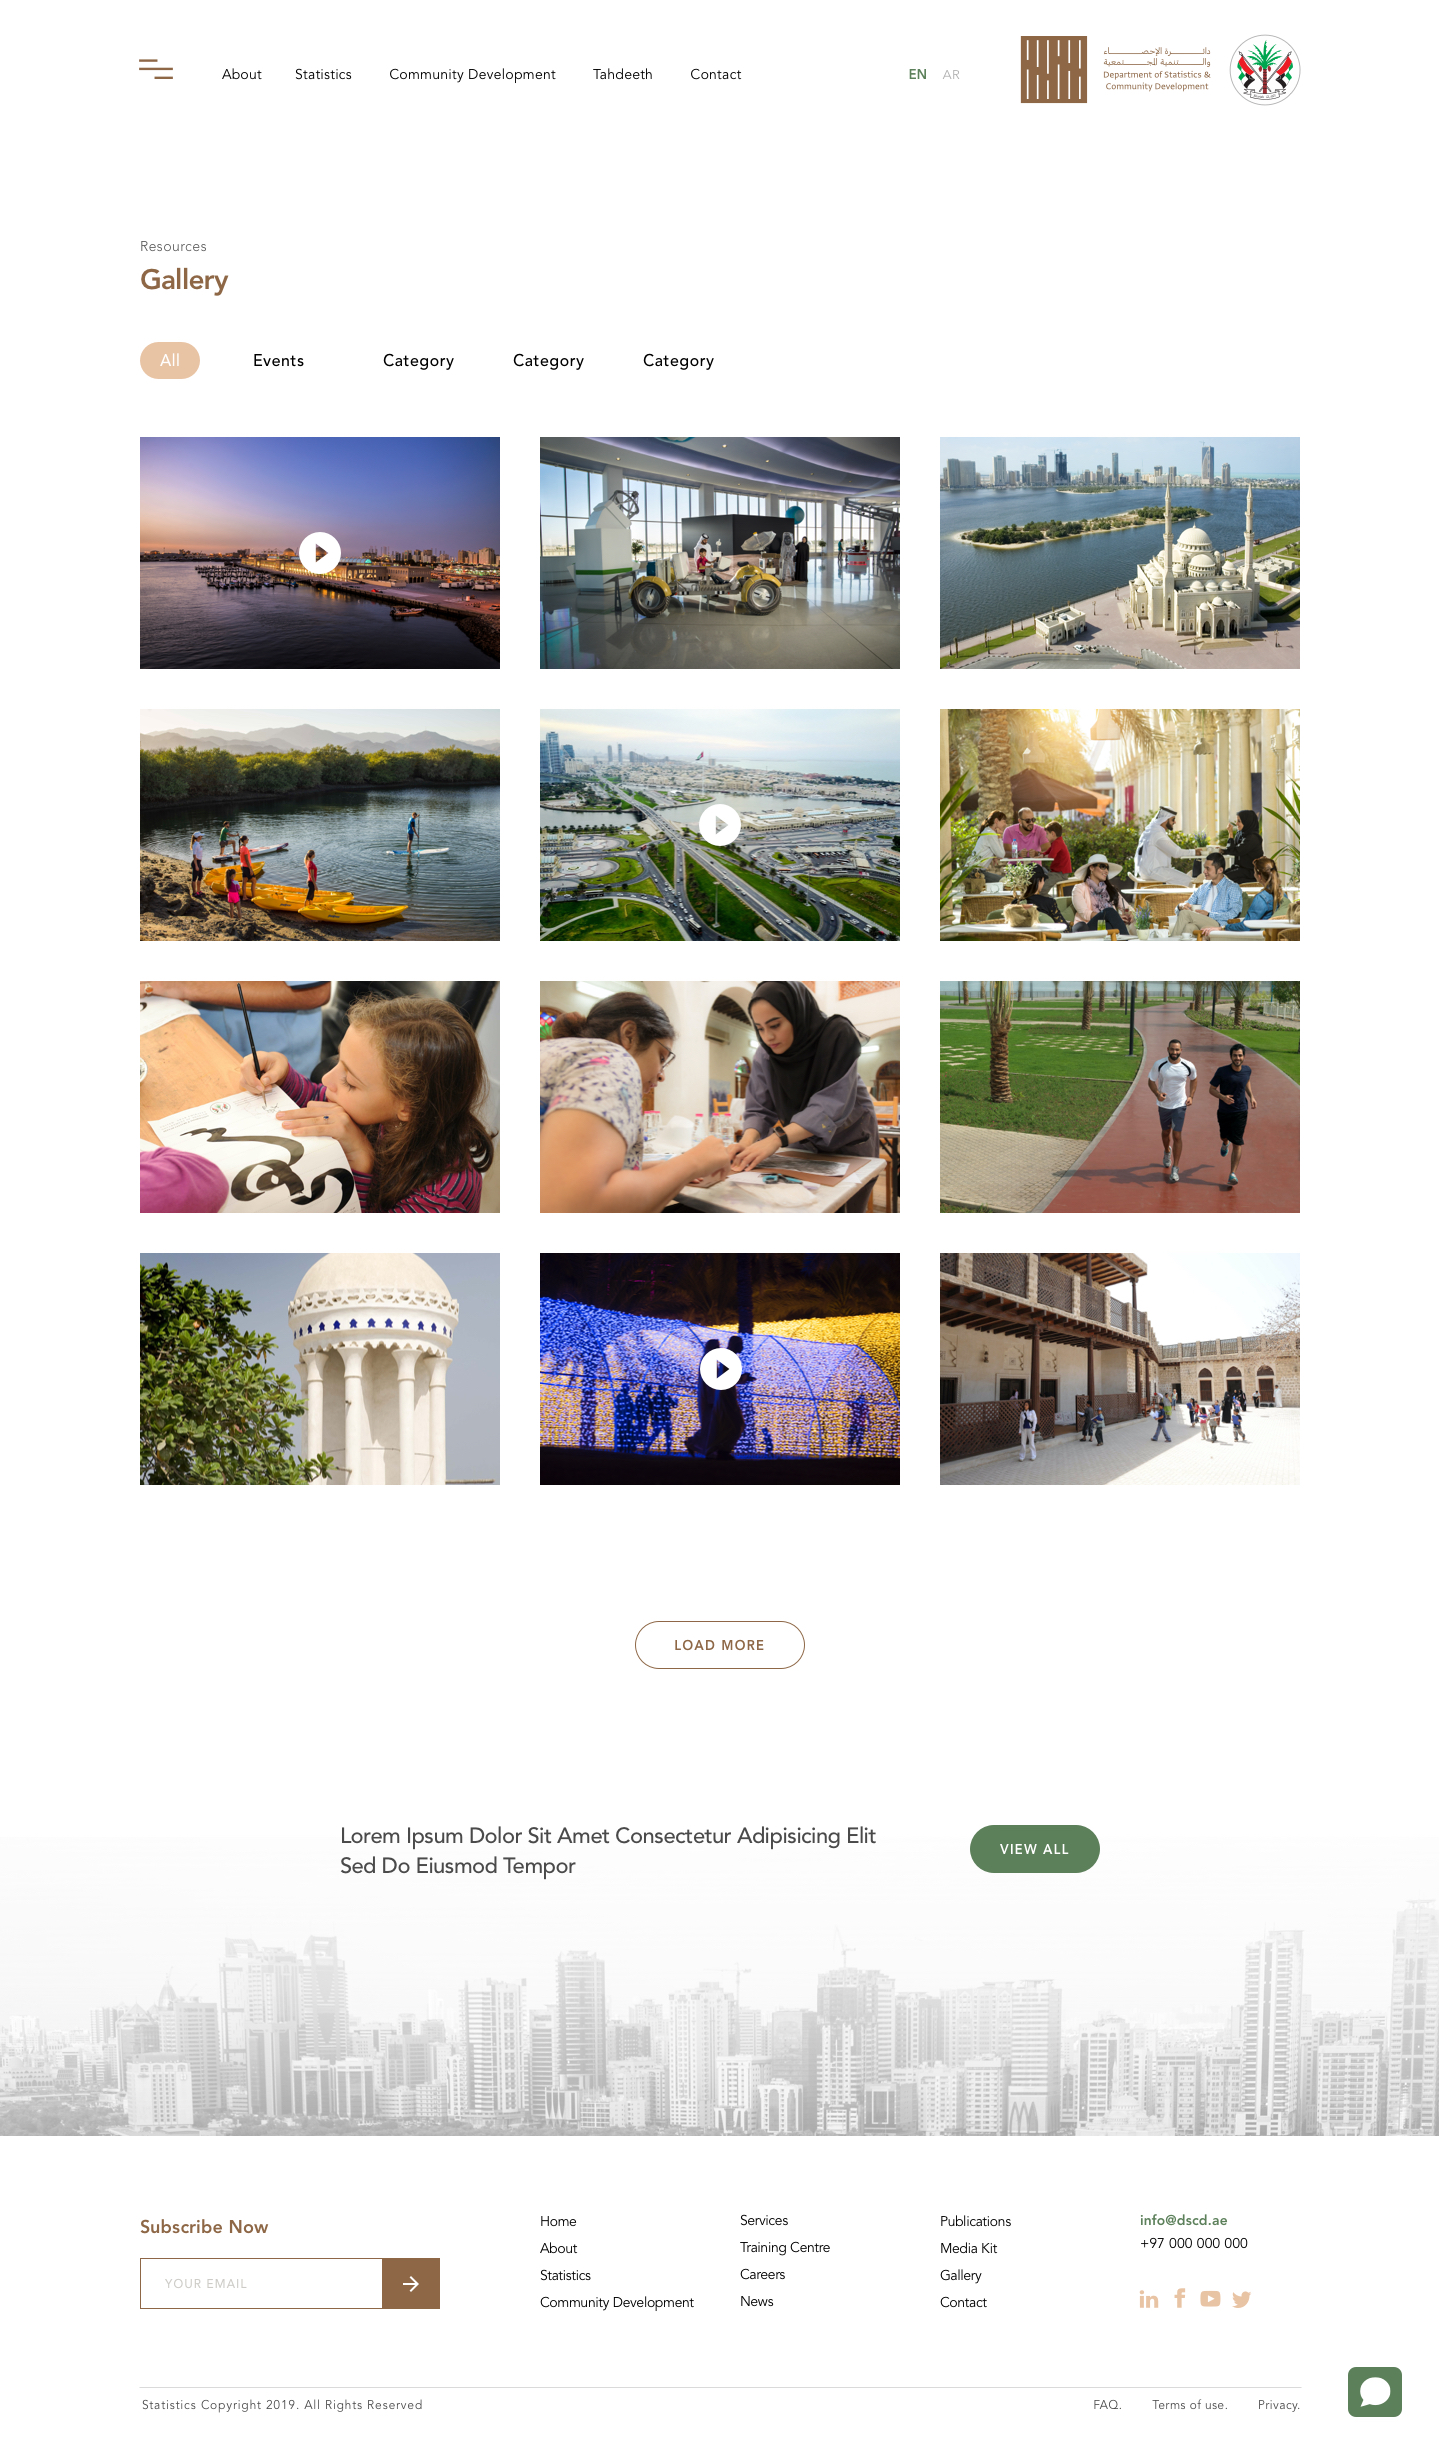 About Statistics Community Development Tahdeeth Contact
EN AR
دائرة الإحصاء
والتنمية المجتمعية
Department of Statistics &
Community Development
Resources
Gallery
All Events Category Category Category
LOAD MORE
Lorem Ipsum Dolor Sit Amet Consectetur Adipisicing Elit
Sed Do Eiusmod Tempor
VIEW ALL
Subscribe Now
YOUR EMAIL
Home
About
Statistics
Community Development
Services
Training Centre
Careers
News
Publications
Media Kit
Gallery
Contact
info@dscd.ae
+97 000 000 000
Statistics Copyright 2019. All Rights Reserved
FAQ. Terms of use. Privacy.